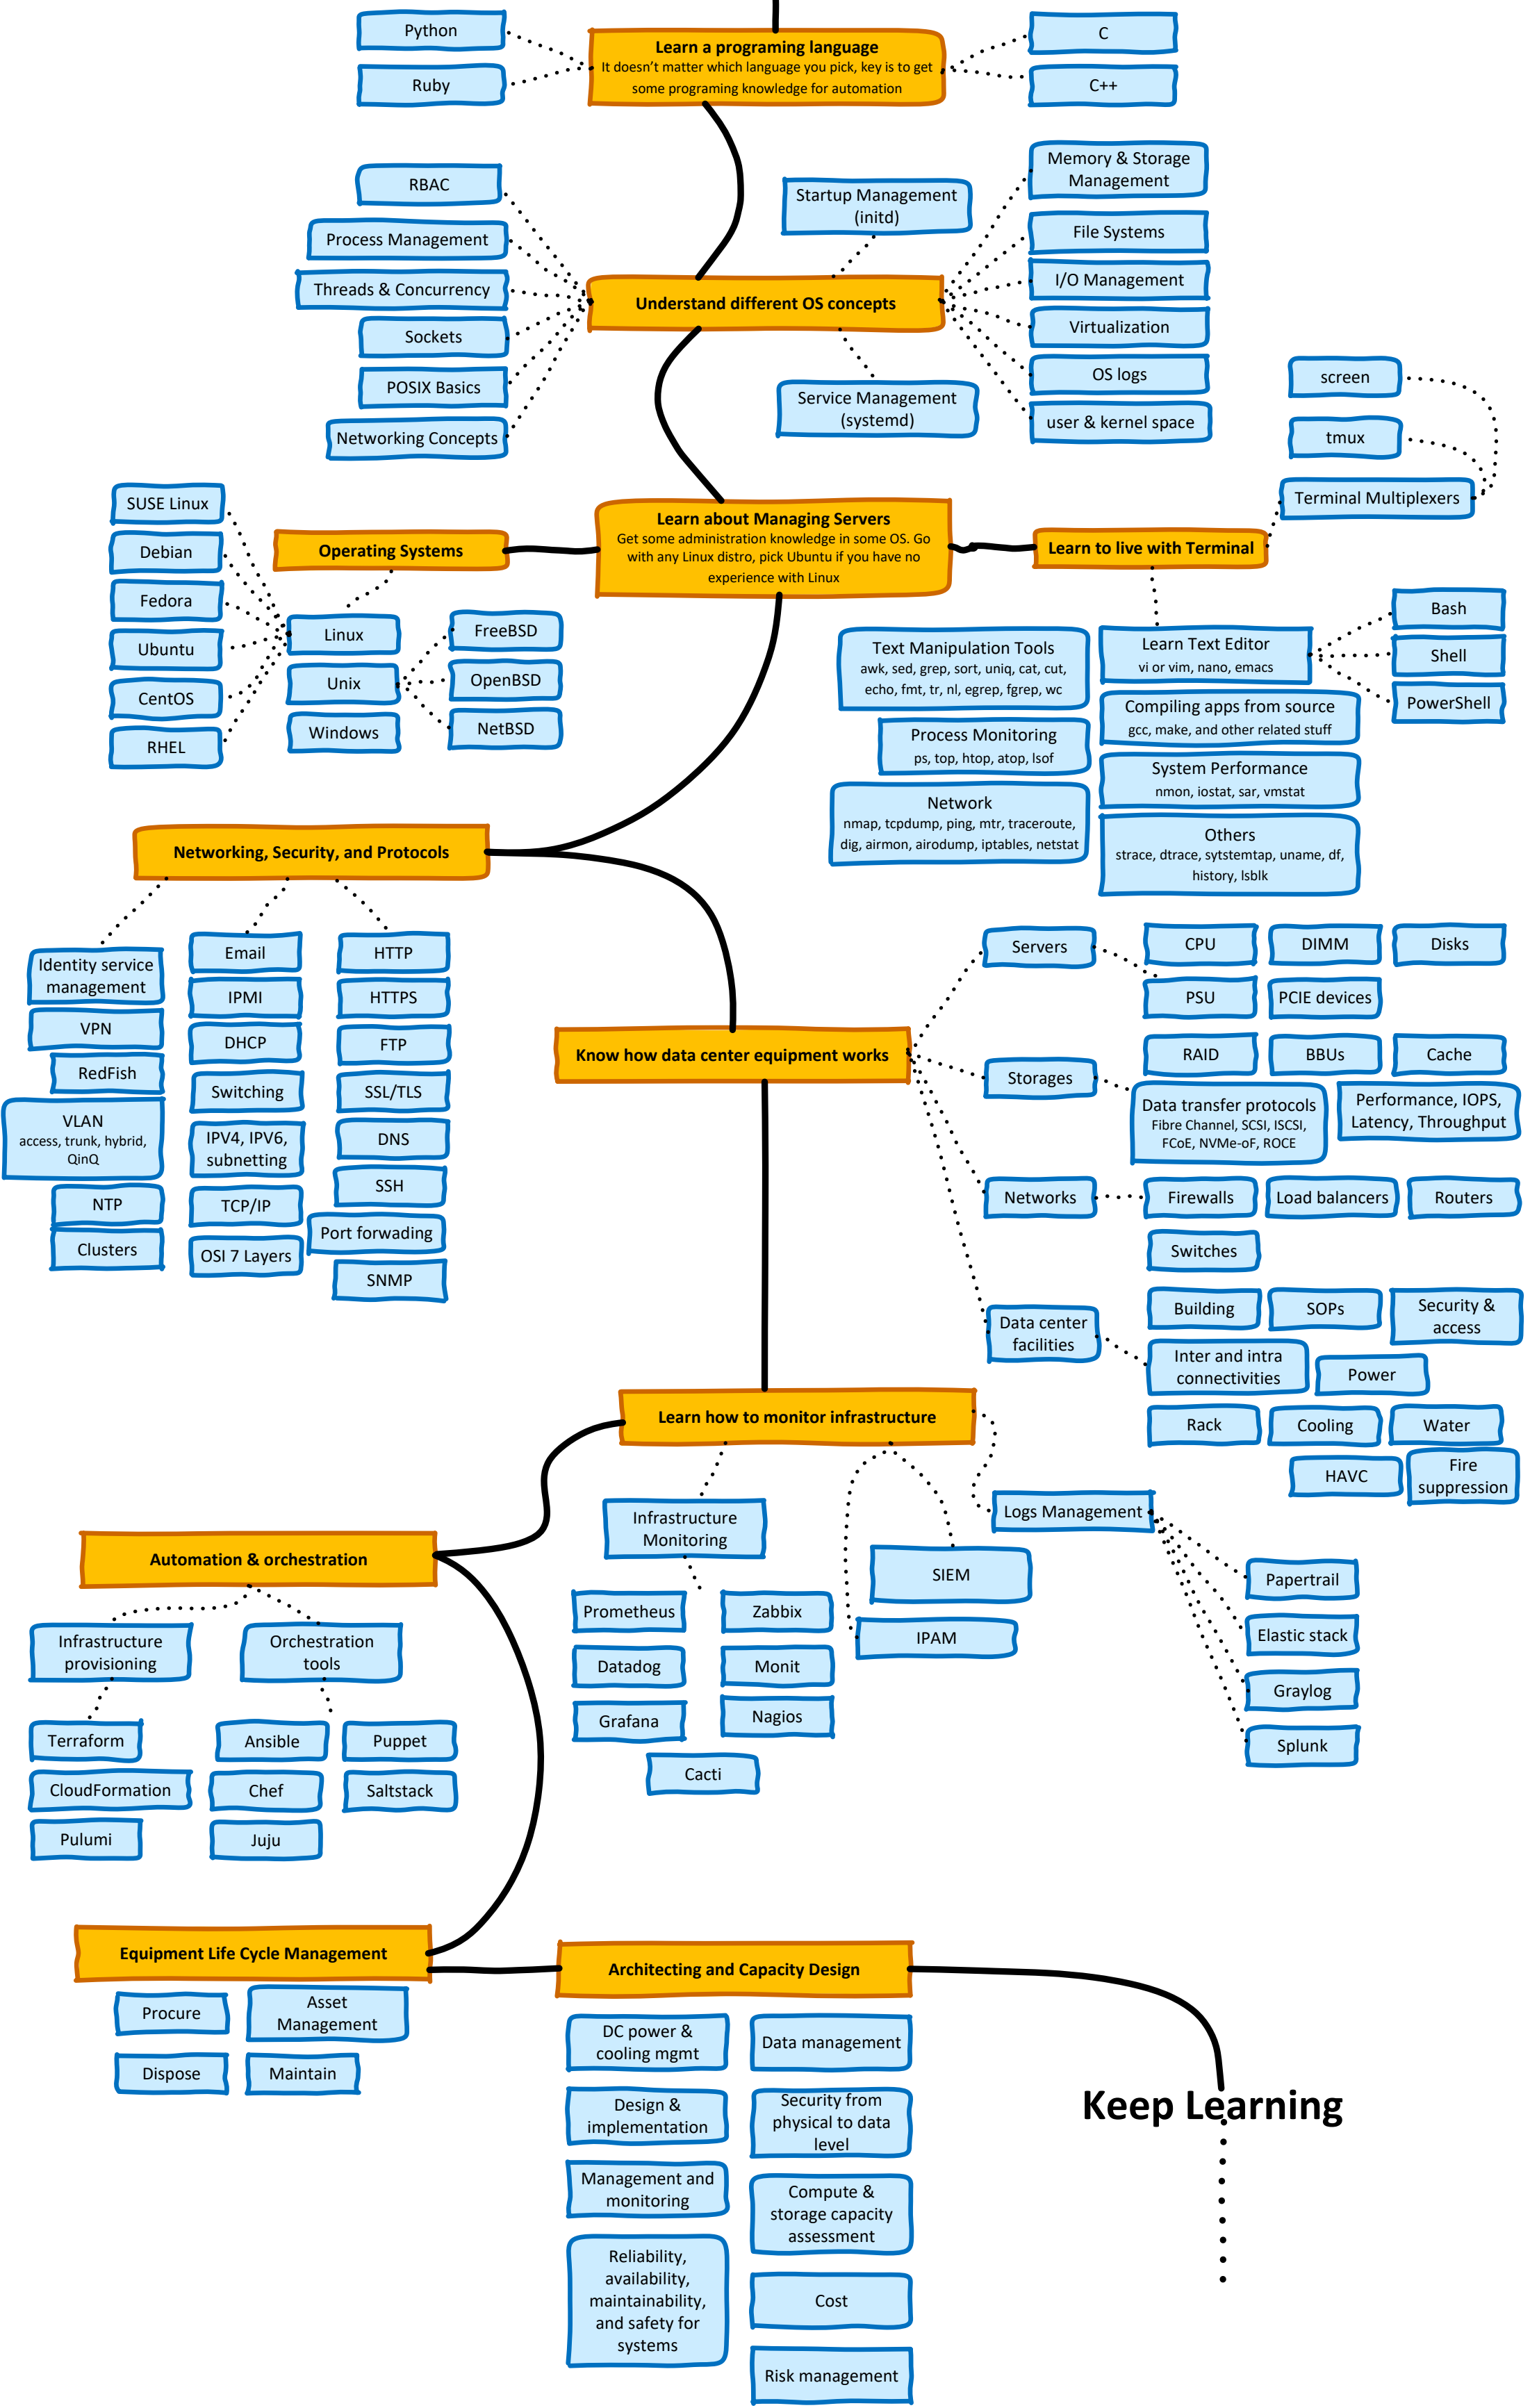 Python
Ruby
Learn a programing language
It doesn't matter which language you pick, key is to get
some programing knowledge for automation
C
C++
RBAC
Process Management
Threads & Concurrency
Sockets
POSIX Basics
Networking Concepts
Startup Management
(initd)
Understand different OS concepts
Service Management
(systemd)
Memory & Storage
Management
File Systems
I/O Management
Virtualization
OS logs
user & kernel space
screen
tmux
Terminal Multiplexers
SUSE Linux
Debian
Fedora
Ubuntu
CentOS
RHEL
Operating Systems
Linux
Unix
Windows
FreeBSD
OpenBSD
NetBSD
Learn about Managing Servers
Get some administration knowledge in some OS. Go
with any Linux distro, pick Ubuntu if you have no
experience with Linux
Learn to live with Terminal
Text Manipulation Tools
awk, sed, grep, sort, uniq, cat, cut,
echo, fmt, tr, nl, egrep, fgrep, wc
Process Monitoring
ps, top, htop, atop, lsof
Network
nmap, tcpdump, ping, mtr, traceroute,
dig, airmon, airodump, iptables, netstat
Learn Text Editor
vi or vim, nano, emacs
Compiling apps from source
gcc, make, and other related stuff
System Performance
nmon, iostat, sar, vmstat
Others
strace, dtrace, sytstemtap, uname, df,
history, lsblk
Bash
Shell
PowerShell
Networking, Security, and Protocols
Identity service
management
VPN
RedFish
VLAN
access, trunk, hybrid,
QinQ
NTP
Clusters
Email
IPMI
DHCP
Switching
IPV4, IPV6,
subnetting
TCP/IP
OSI 7 Layers
HTTP
HTTPS
FTP
SSL/TLS
DNS
SSH
Port forwading
SNMP
Know how data center equipment works
Servers
CPU
DIMM
Disks
PSU
PCIE devices
Storages
RAID
BBUs
Cache
Data transfer protocols
Fibre Channel, SCSI, ISCSI,
FCoE, NVMe-oF, ROCE
Performance, IOPS,
Latency, Throughput
Networks
Firewalls
Load balancers
Routers
Switches
Data center
facilities
Building
SOPs
Security &
access
Inter and intra
connectivities
Power
Rack
Cooling
Water
HAVC
Fire
suppression
Learn how to monitor infrastructure
Infrastructure
Monitoring
Prometheus
Zabbix
Datadog
Monit
Grafana
Nagios
Cacti
SIEM
IPAM
Logs Management
Papertrail
Elastic stack
Graylog
Splunk
Automation & orchestration
Infrastructure
provisioning
Terraform
CloudFormation
Pulumi
Orchestration
tools
Ansible
Puppet
Chef
Saltstack
Juju
Equipment Life Cycle Management
Procure
Asset
Management
Dispose
Maintain
Architecting and Capacity Design
DC power &
cooling mgmt
Design &
implementation
Management and
monitoring
Reliability,
availability,
maintainability,
and safety for
systems
Data management
Security from
physical to data
level
Compute &
storage capacity
assessment
Cost
Risk management
Keep Learning